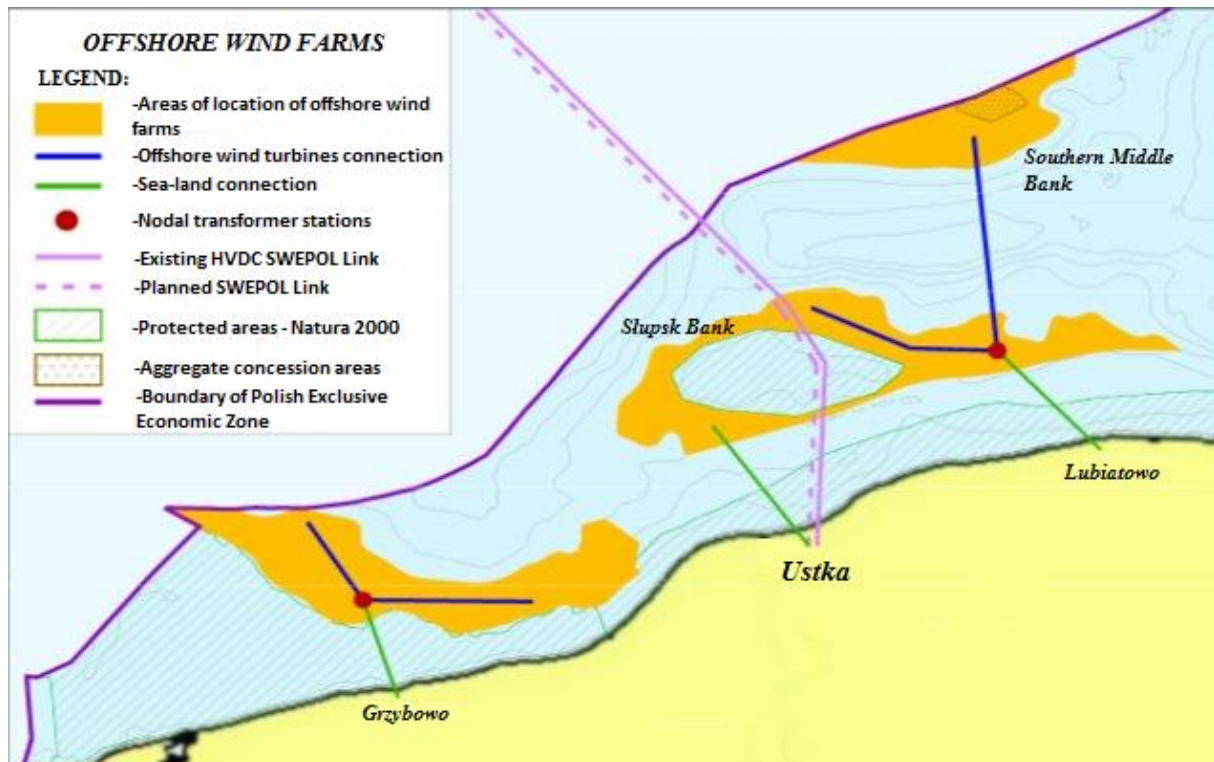 OFFSHORE WIND FARMS
LEGEND:
-Areas of location of offshore wind
farms
-Offshore wind turbines connection
-Sea-land connection
-Nodal transformer stations
-Existing HVDC SWEPOL Link
-Planned SWEPOL Link
-Protected areas - Natura 2000
-Aggregate concession areas
-Boundary of Polish Exclusive
Economic Zone
Southern Middle
Bank
Słupsk Bank
Lubiatowo
Ustka
Grzybowo